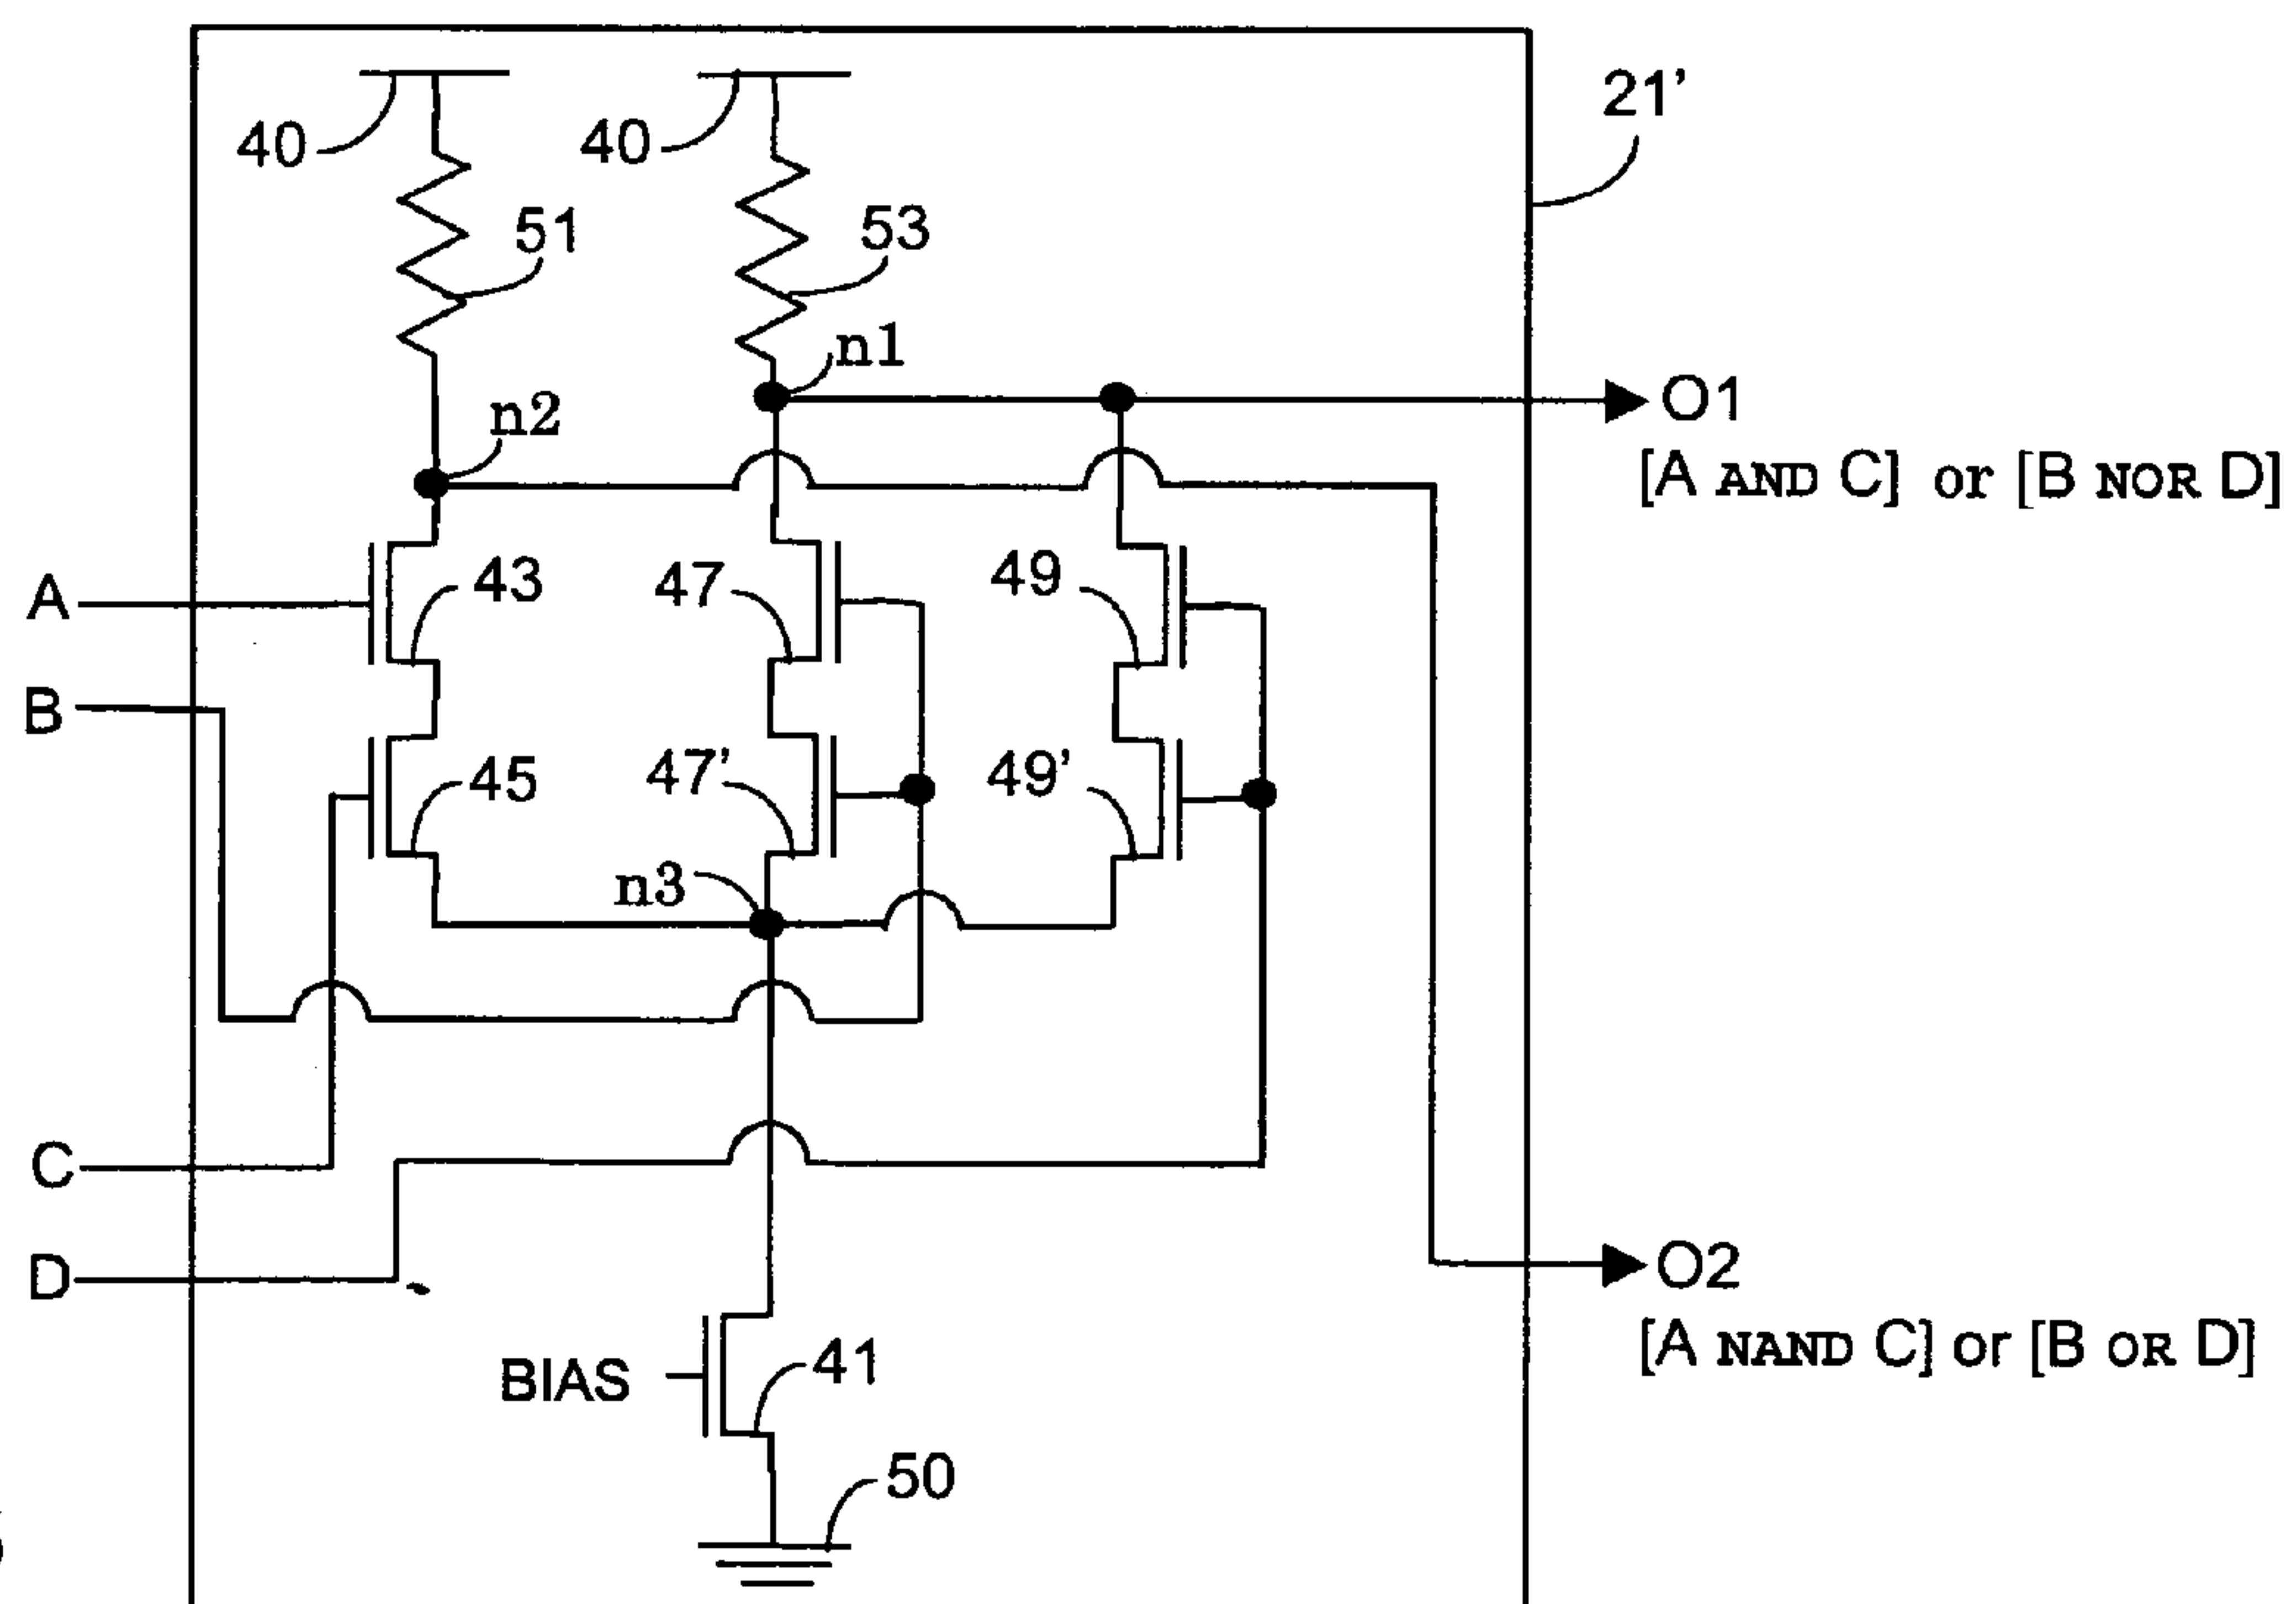 21'
40
40
51
53
n1
n2
O1
[A AND C] or [B NOR D]
A
43
47
49
B
45
47'
49'
n3
C
D
O2
[A NAND C] or [B OR D]
BIAS
41
50